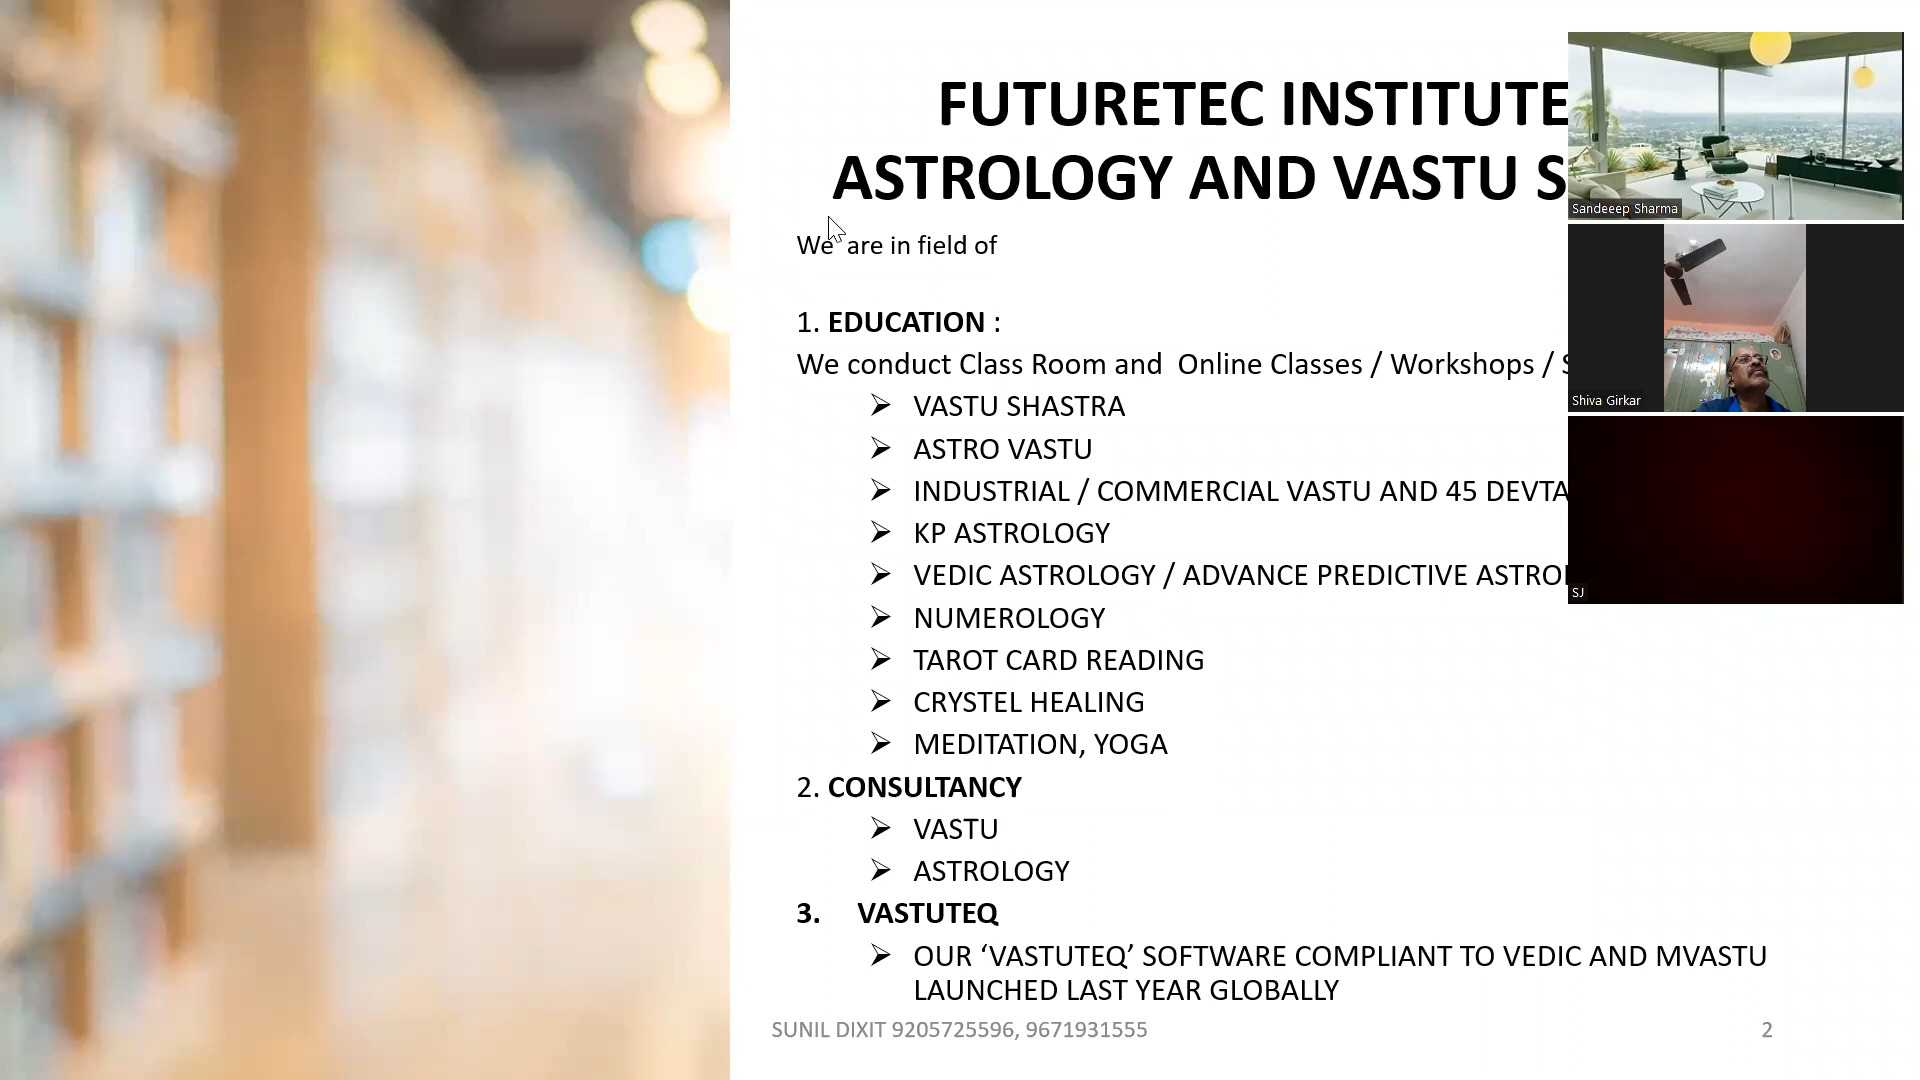 FUTURETEC INSTITUTE
ASTROLOGY AND VASTU S
We are in field of
1. EDUCATION :
We conduct Class Room and Online Classes / Workshops / S
➢ VASTU SHASTRA
➢ ASTRO VASTU
➢ INDUSTRIAL / COMMERCIAL VASTU AND 45 DEVTA
➢ KP ASTROLOGY
➢ VEDIC ASTROLOGY / ADVANCE PREDICTIVE ASTRO
➢ NUMEROLOGY
➢ TAROT CARD READING
➢ CRYSTEL HEALING
➢ MEDITATION, YOGA
2. CONSULTANCY
➢ VASTU
➢ ASTROLOGY
3. VASTUTEQ
➢ OUR ‘VASTUTEQ’ SOFTWARE COMPLIANT TO VEDIC AND MVASTU
LAUNCHED LAST YEAR GLOBALLY
SUNIL DIXIT 9205725596, 9671931555
2
Sandeeep Sharma
Shiva Girkar
SJ